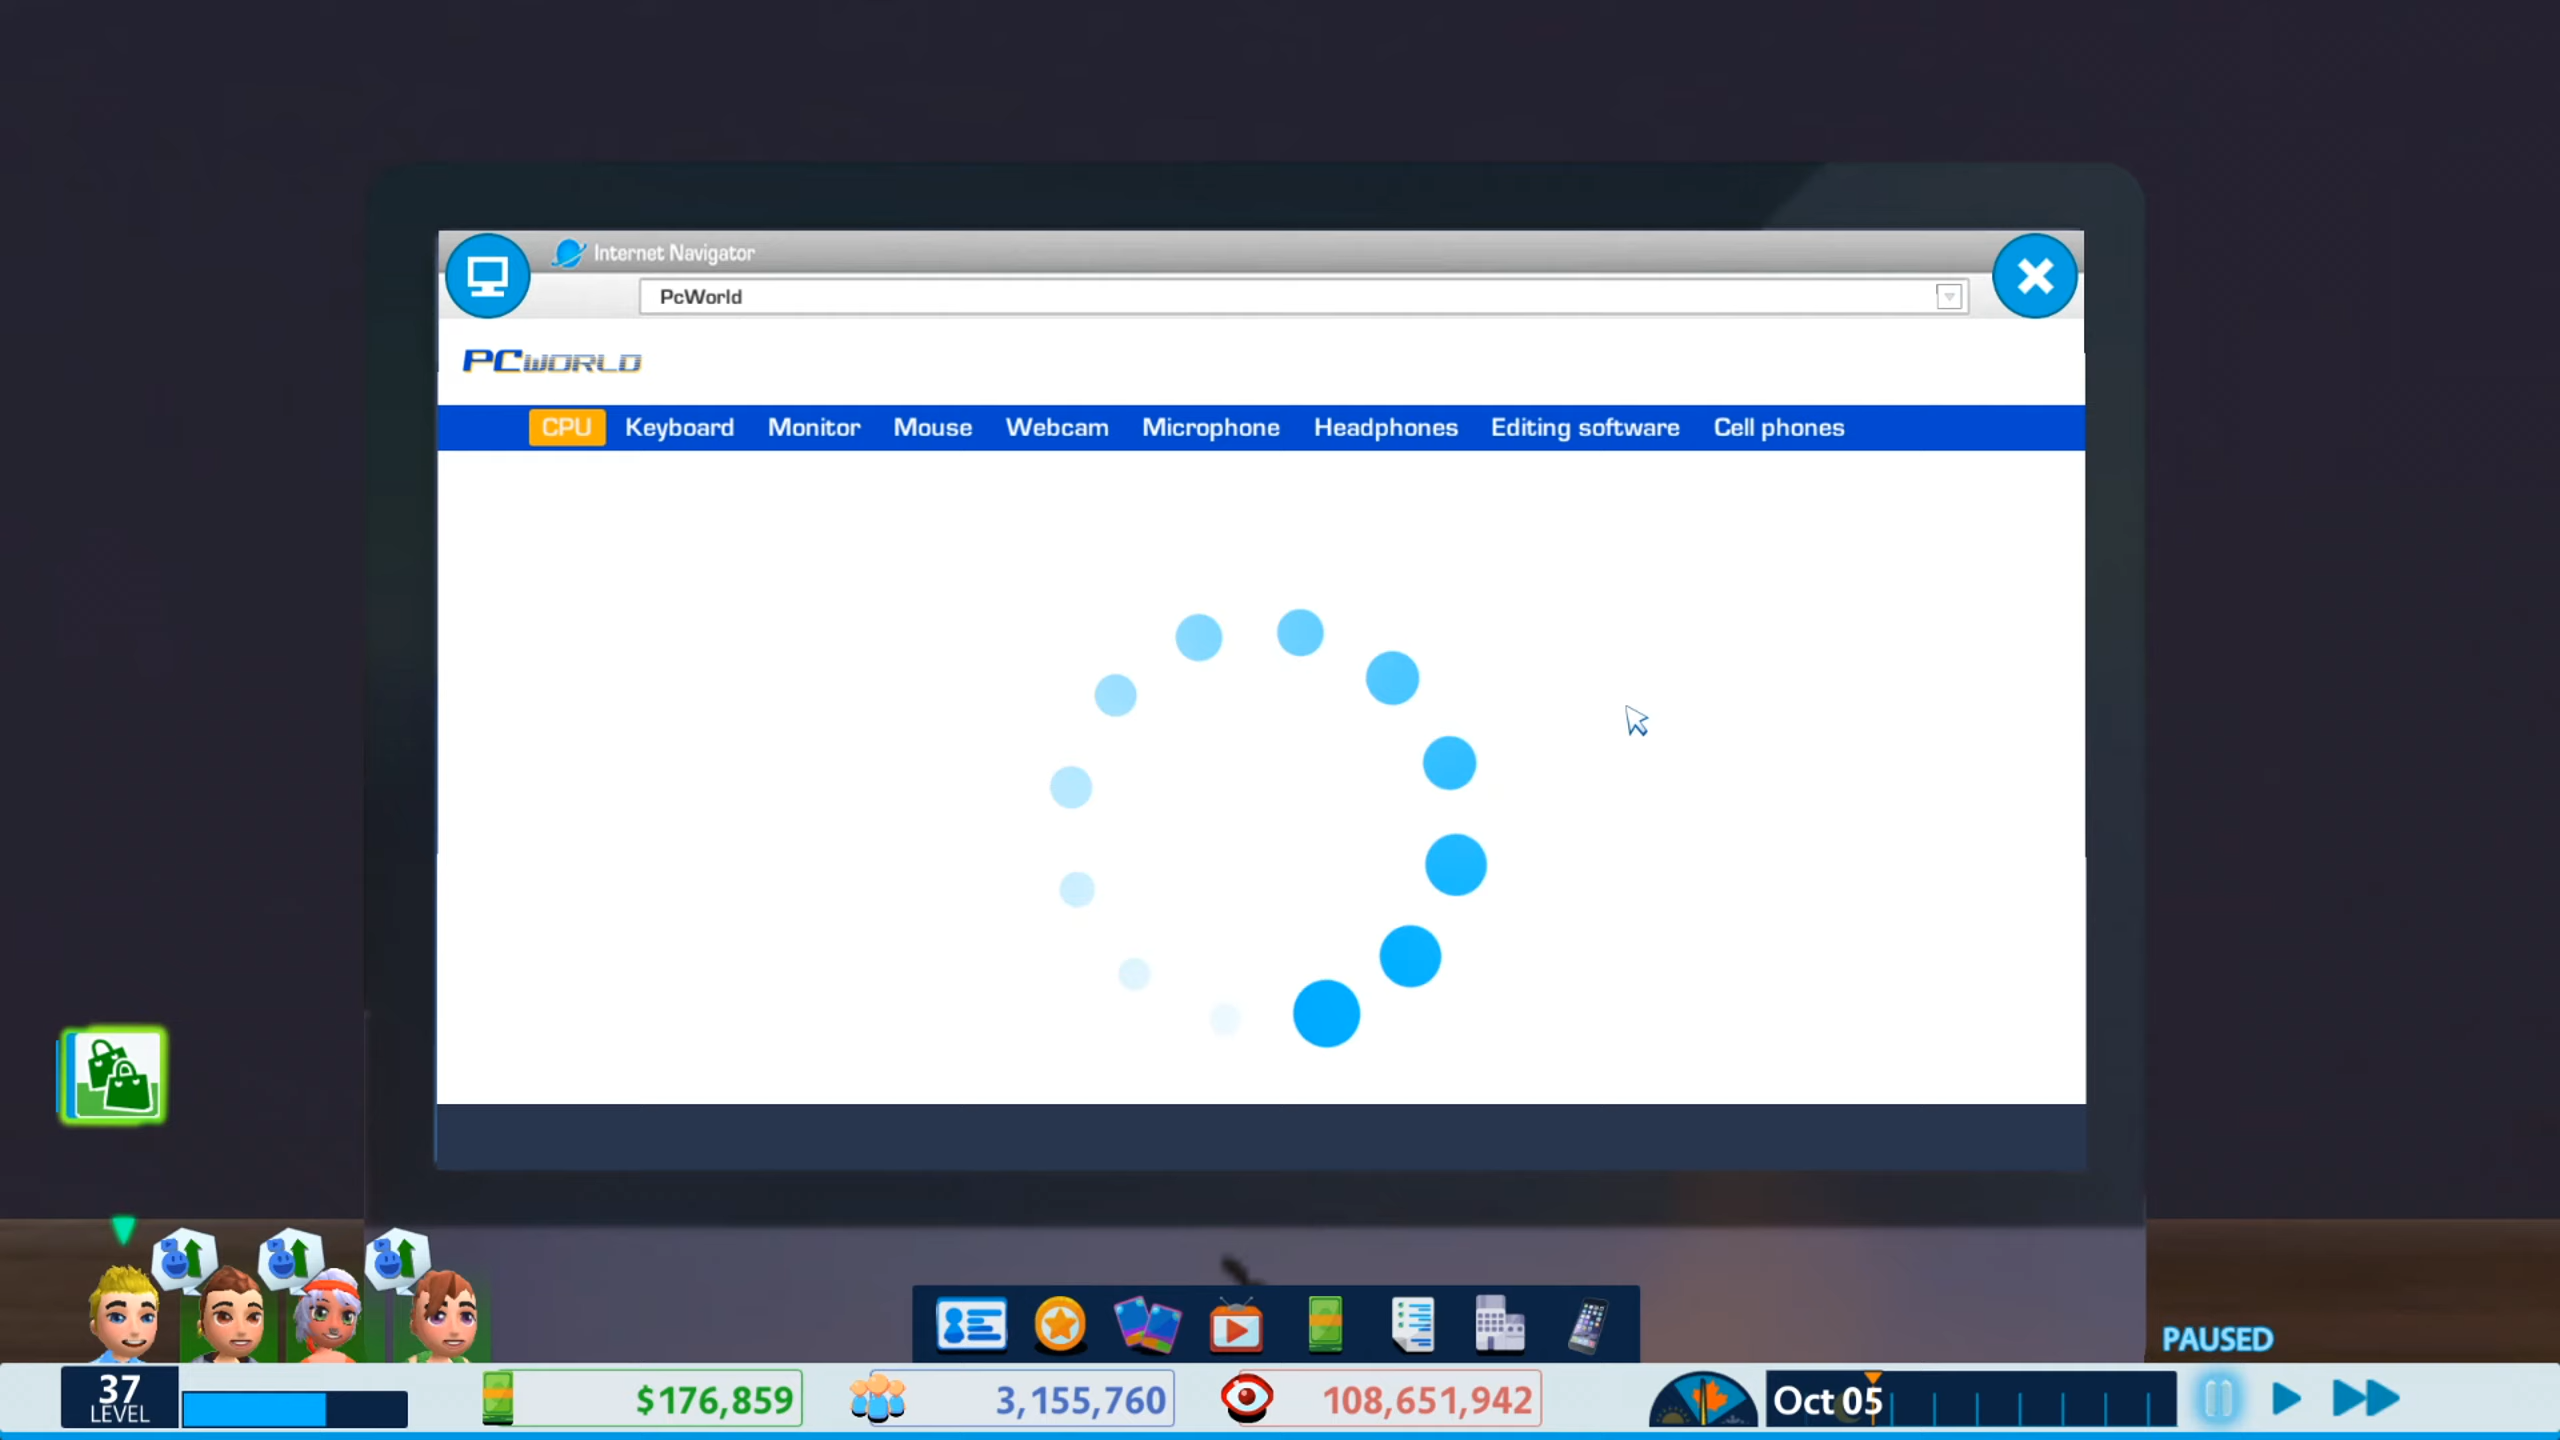 Internet Navigator
PcWorld
PCWORLD
CPU Keyboard Monitor Mouse Webcam Microphone Headphones Editing software Cell phones
PAUSED
37
LEVEL
$176,859
3,155,760
108,651,942
Oct 05